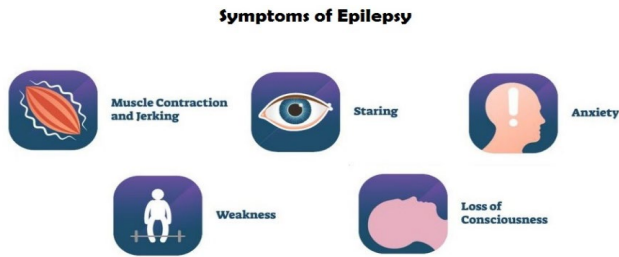 Symptoms of Epilepsy
Muscle Contraction
and Jerking
Staring
Anxiety
Weakness
Loss of
Consciousness